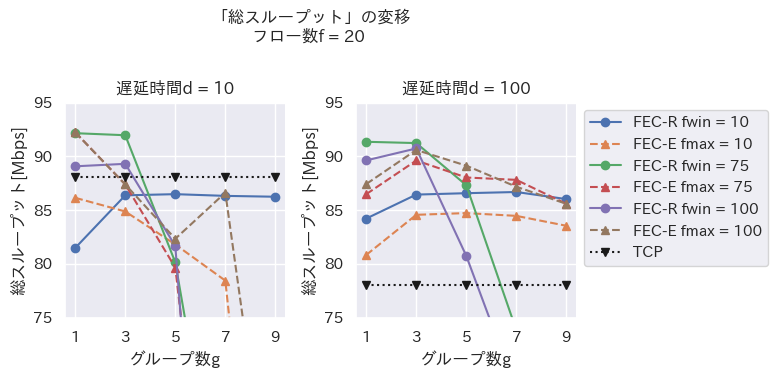 「総スループット」の変移
フロー数f = 20
遅延時間d = 10
95
90
85
80
75
総スループット[Mbps]
1 3 5 7 9
グループ数g
遅延時間d = 100
95
90
85
80
75
総スループット[Mbps]
1 3 5 7 9
グループ数g
FEC-R fwin = 10
FEC-E fmax = 10
FEC-R fwin = 75
FEC-E fmax = 75
FEC-R fwin = 100
FEC-E fmax = 100
TCP